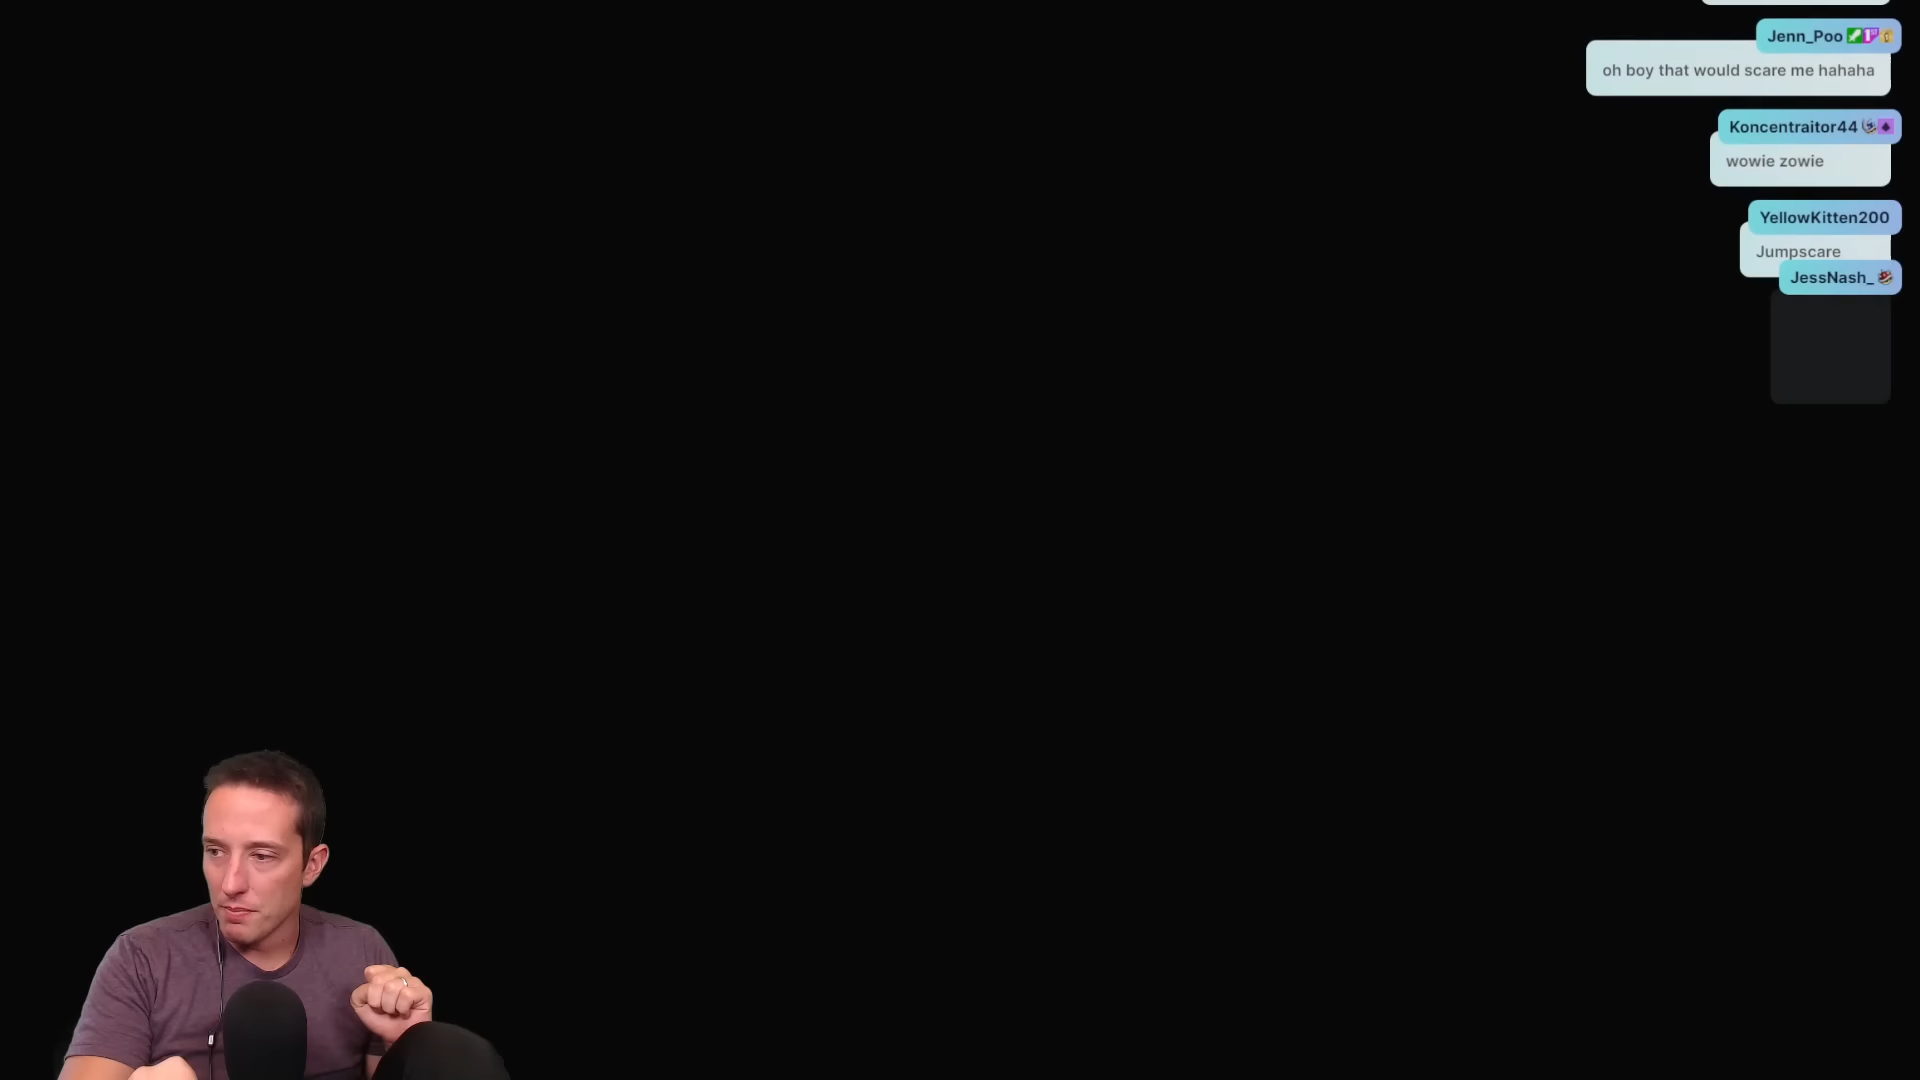 Jenn_Poo
oh boy that would scare me hahaha
Koncentraitor44
wowie zowie
YellowKitten200
Jumpscare
JessNash_